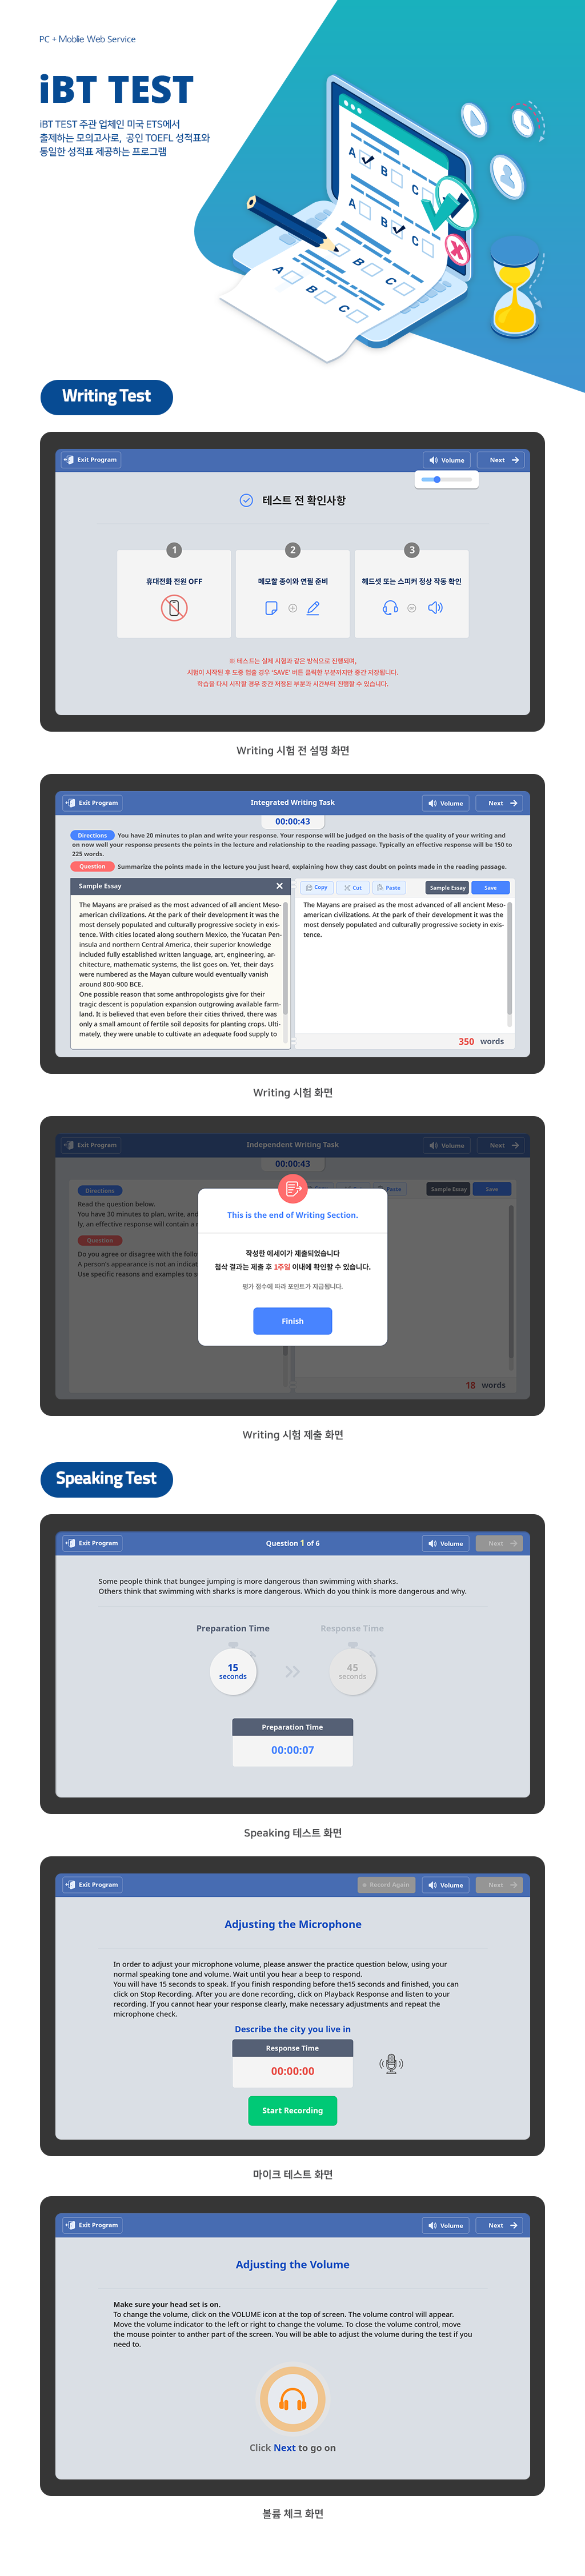 PC + Moblie Web Service
iBT TEST
iBT TEST 주관 업체인 미국 ETS에서
출제하는 모의고사로, 공인 TOEFL 성적표와
동일한 성적표 제공하는 프로그램
A
B
C
A
B
C
A
B
C
Writing Test
Exit Program
Volume
Next
테스트 전 확인사항
1
2
3
휴대전화 전원 OFF
메모할 종이와 연필 준비
헤드셋 또는 스피커 정상 작동 확인
※ 테스트는 실제 시험과 같은 방식으로 진행되며,
시험이 시작된 후 도중 멈출 경우 'SAVE' 버튼 클릭한 부분까지만 중간 저장됩니다.
학습을 다시 시작할 경우 중간 저장된 부분과 시간부터 진행할 수 있습니다.
Writing 시험 전 설명 화면
Exit Program
Integrated Writing Task
Volume
Next
00:00:43
Directions
You have 20 minutes to plan and write your response. Your response will be judged on the basis of the quality of your writing and
on now well your response presents the points in the lecture and relationship to the reading passage. Typically an effective response will be 150 to
225 words.
Question
Summarize the points made in the lecture you just heard, explaining how they cast doubt on points made in the reading passage.
Sample Essay
Copy
Cut
Paste
Sample Essay
Save
The Mayans are praised as the most advanced of all ancient Meso-
american civilizations. At the park of their development it was the
most densely populated and culturally progressive society in exis-
tence. With cities located along southern Mexico, the Yucatan Pen-
insula and northern Central America, their superior knowledge
included fully established written language, art, engineering, ar-
chitecture, mathematic systems, the list goes on. Yet, their days
were numbered as the Mayan culture would eventually vanish
around 800-900 BCE.
One possible reason that some anthropologists give for their
tragic descent is population expansion outgrowing available farm-
land. It is believed that even before their cities thrived, there was
only a small amount of fertile soil deposits for planting crops. Ulti-
mately, they were unable to cultivate an adequate food supply to
The Mayans are praised as the most advanced of all ancient Meso-
american civilizations. At the park of their development it was the
most densely populated and culturally progressive society in exis-
tence.
350 words
Writing 시험 화면
Exit Program
Independent Writing Task
Volume
Next
00:00:43
Directions
Read the question below.
You have 30 minutes to plan, write, and
ly, an effective response will contain a
Question
Do you agree or disagree with the follo
A person's appearance is not an indicat
Use specific reasons and examples to s
Paste
Sample Essay
Save
This is the end of Writing Section.
작성한 에세이가 제출되었습니다
첨삭 결과는 제출 후 1주일 이내에 확인할 수 있습니다.
평가 점수에 따라 포인트가 지급됩니다.
Finish
18 words
Writing 시험 제출 화면
Speaking Test
Exit Program
Question 1 of 6
Volume
Next
Some people think that bungee jumping is more dangerous than swimming with sharks.
Others think that swimming with sharks is more dangerous. Which do you think is more dangerous and why.
Preparation Time
Response Time
15
seconds
45
seconds
Preparation Time
00:00:07
Speaking 테스트 화면
Exit Program
Record Again
Volume
Next
Adjusting the Microphone
In order to adjust your microphone volume, please answer the practice question below, using your
normal speaking tone and volume. Wait until you hear a beep to respond.
You will have 15 seconds to speak. If you finish responding before the15 seconds and finished, you can
click on Stop Recording. After you are done recording, click on Playback Response and listen to your
recording. If you cannot hear your response clearly, make necessary adjustments and repeat the
microphone check.
Describe the city you live in
Response Time
00:00:00
Start Recording
마이크 테스트 화면
Exit Program
Volume
Next
Adjusting the Volume
Make sure your head set is on.
To change the volume, click on the VOLUME icon at the top of screen. The volume control will appear.
Move the volume indicator to the left or right to change the volume. To close the volume control, move
the mouse pointer to anther part of the screen. You will be able to adjust the volume during the test if you
need to.
Click Next to go on
볼륨 체크 화면